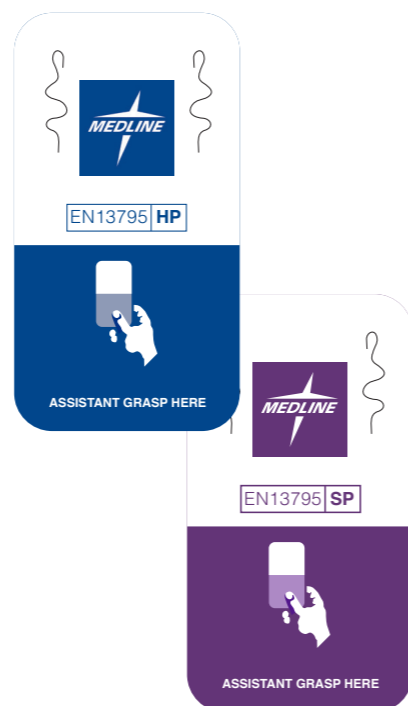 MEDLINE
EN13795 HP
ASSISTANT GRASP HERE
MEDLINE
EN13795 SP
ASSISTANT GRASP HERE